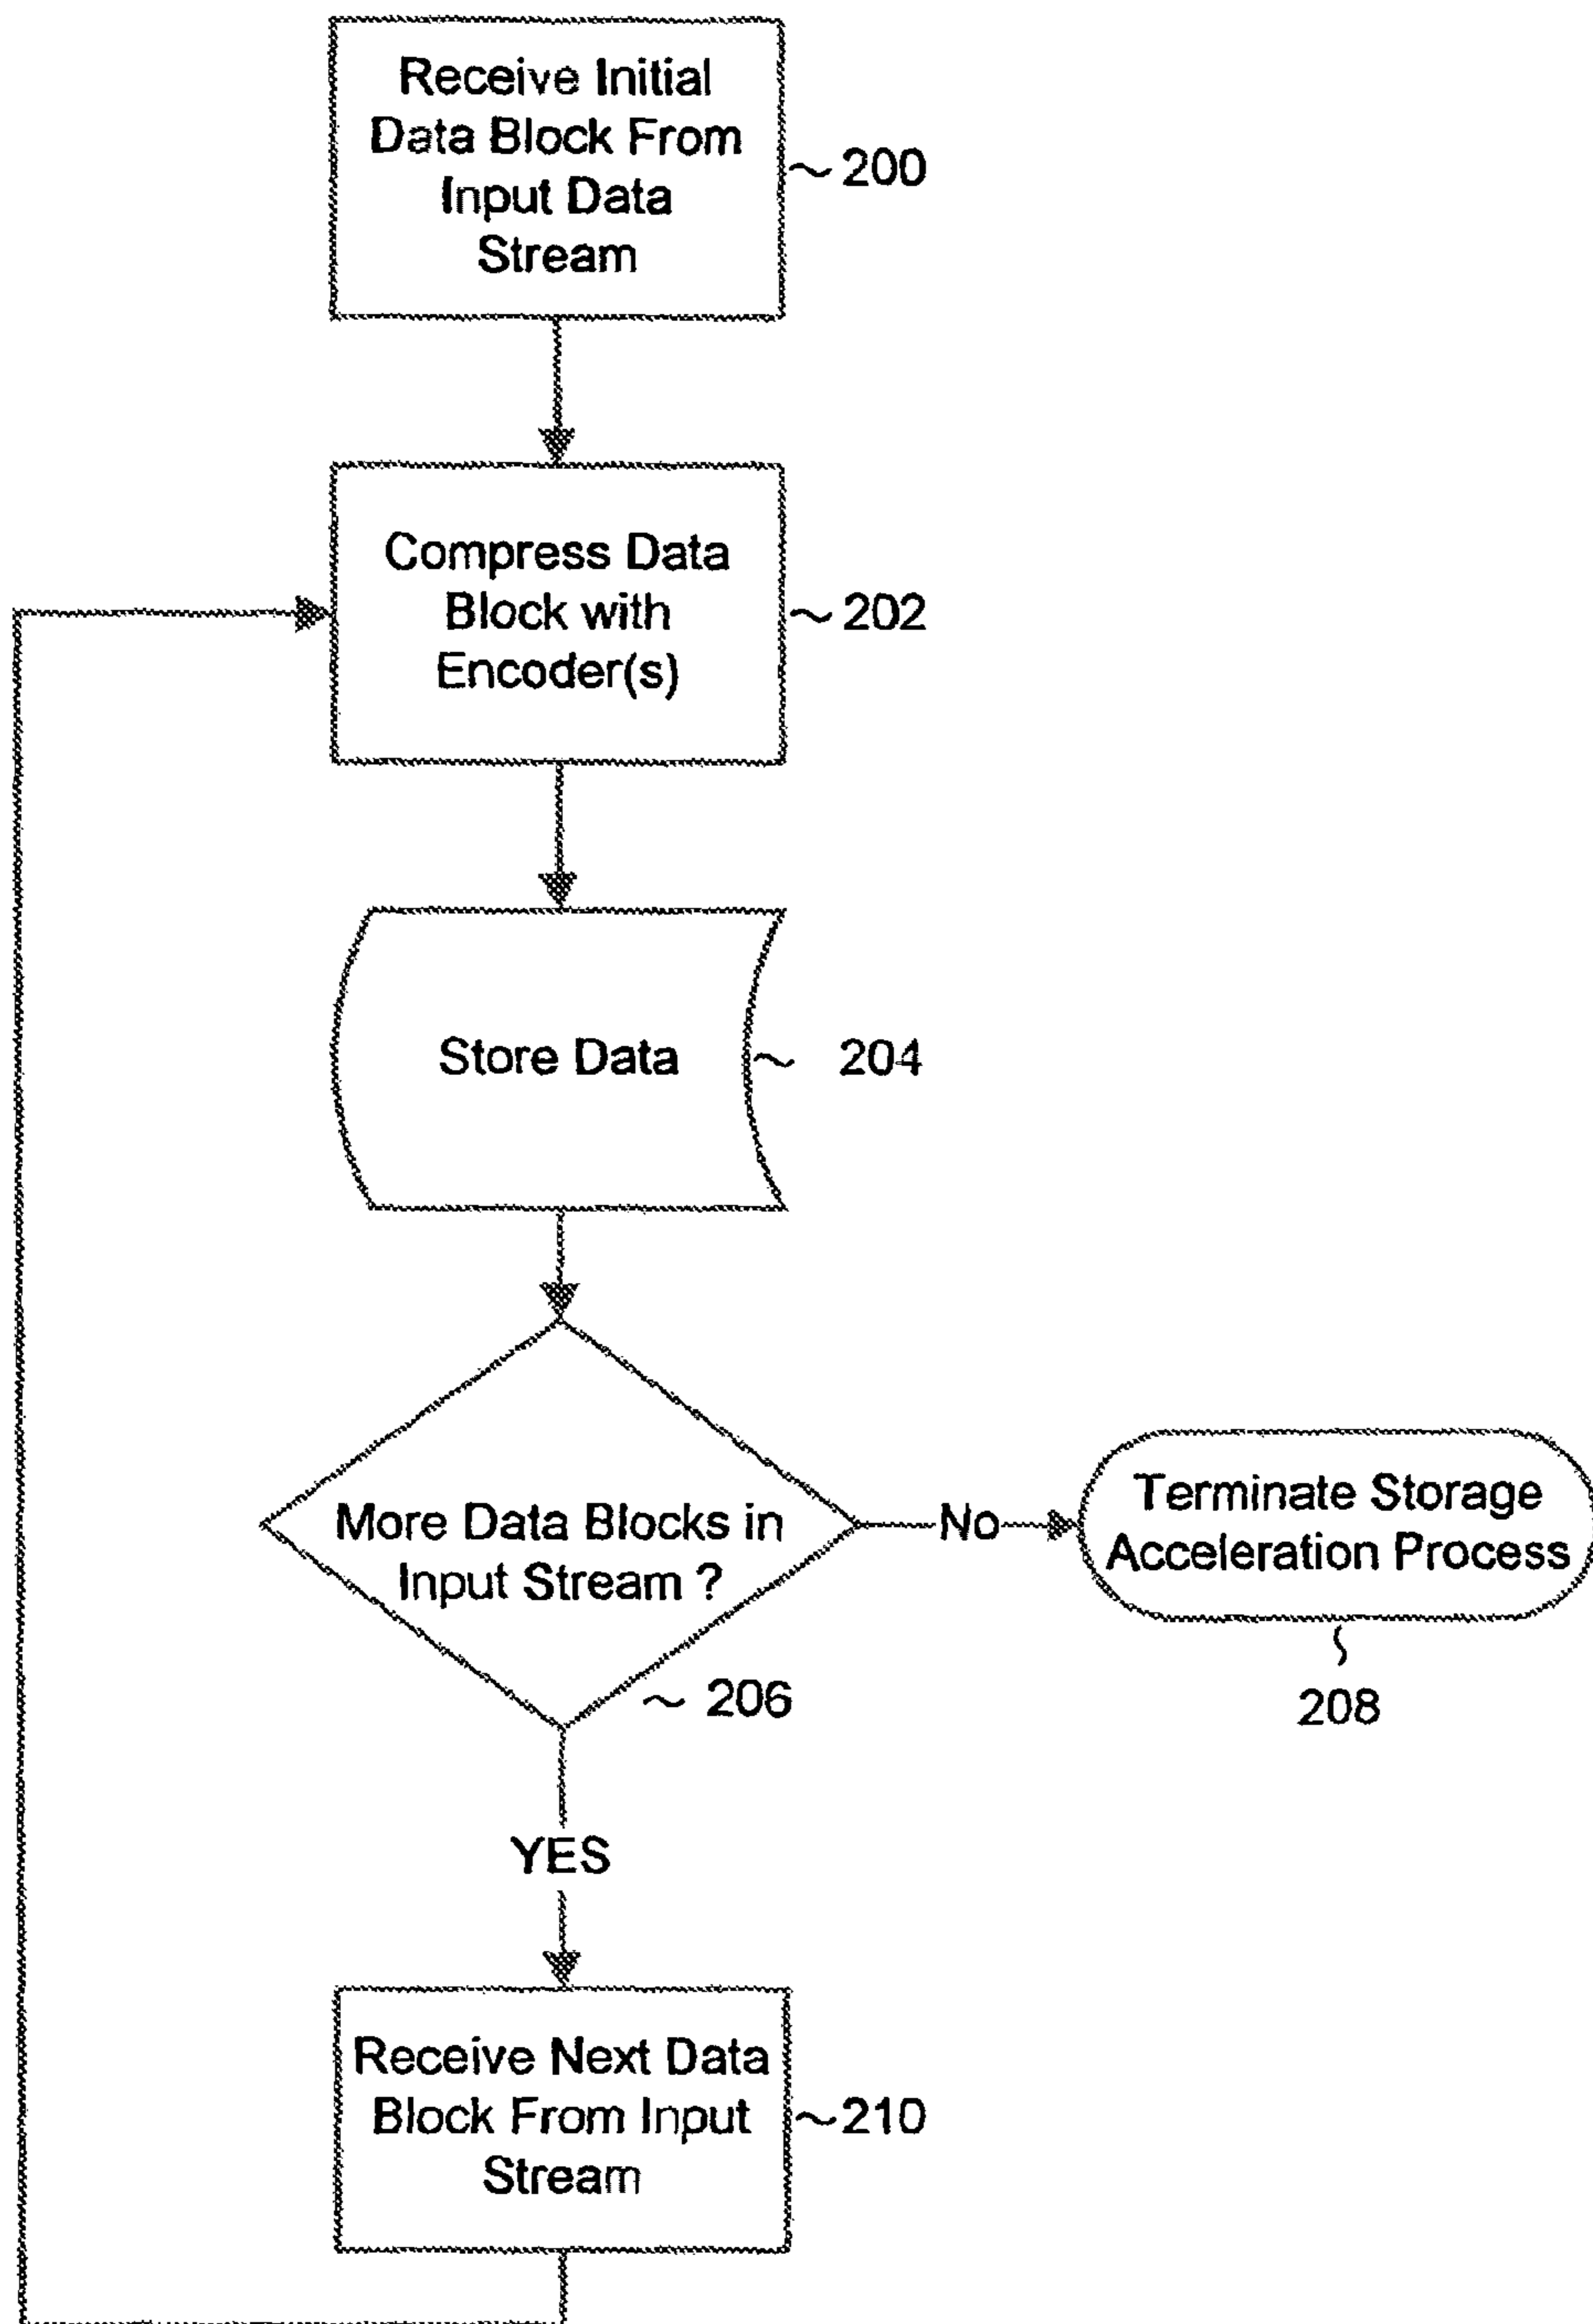 Receive Initial
Data Block From
Input Data
Stream
200
Compress Data
Block with
Encoder(s)
202
Store Data
204
More Data Blocks in
Input Stream ?
206
No
Terminate Storage
Acceleration Process
208
YES
Receive Next Data
Block From Input
Stream
210